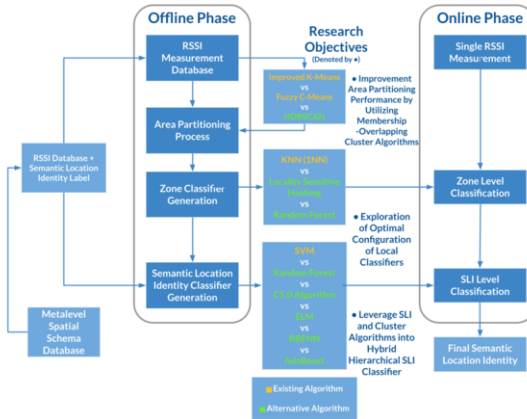 Offline Phase
Online Phase
Research
Objectives
(Denoted by •)
RSSI
Measurement
Database
Single RSSI
Measurement
Improved K-Means
vs
Fuzzy C-Means
vs
HDBSCAN
• Improvement
Area Partitioning
Performance by
Utilizing
Membership
-Overlapping
Cluster Algorithms
Area Partitioning
Process
RSSI Database +
Semantic Location
Identity Label
Zone Classifier
Generation
KNN (1NN)
vs
Locality Sensitive
Hashing
vs
Random Forest
Zone Level
Classification
• Exploration
of Optimal
Configuration
of Local
Classifiers
Semantic Location
Identity Classifier
Generation
SVM
vs
Random Forest
vs
C5.0 Algorithm
vs
ELM
vs
RBFNN
vs
AdaBoost
SLI Level
Classification
• Leverage SLI
and Cluster
Algorithms into
Hybrid
Hierarchical SLI
Classifier
Metalevel
Spatial
Schema
Database
Final Semantic
Location Identity
Existing Algorithm
Alternative Algorithm